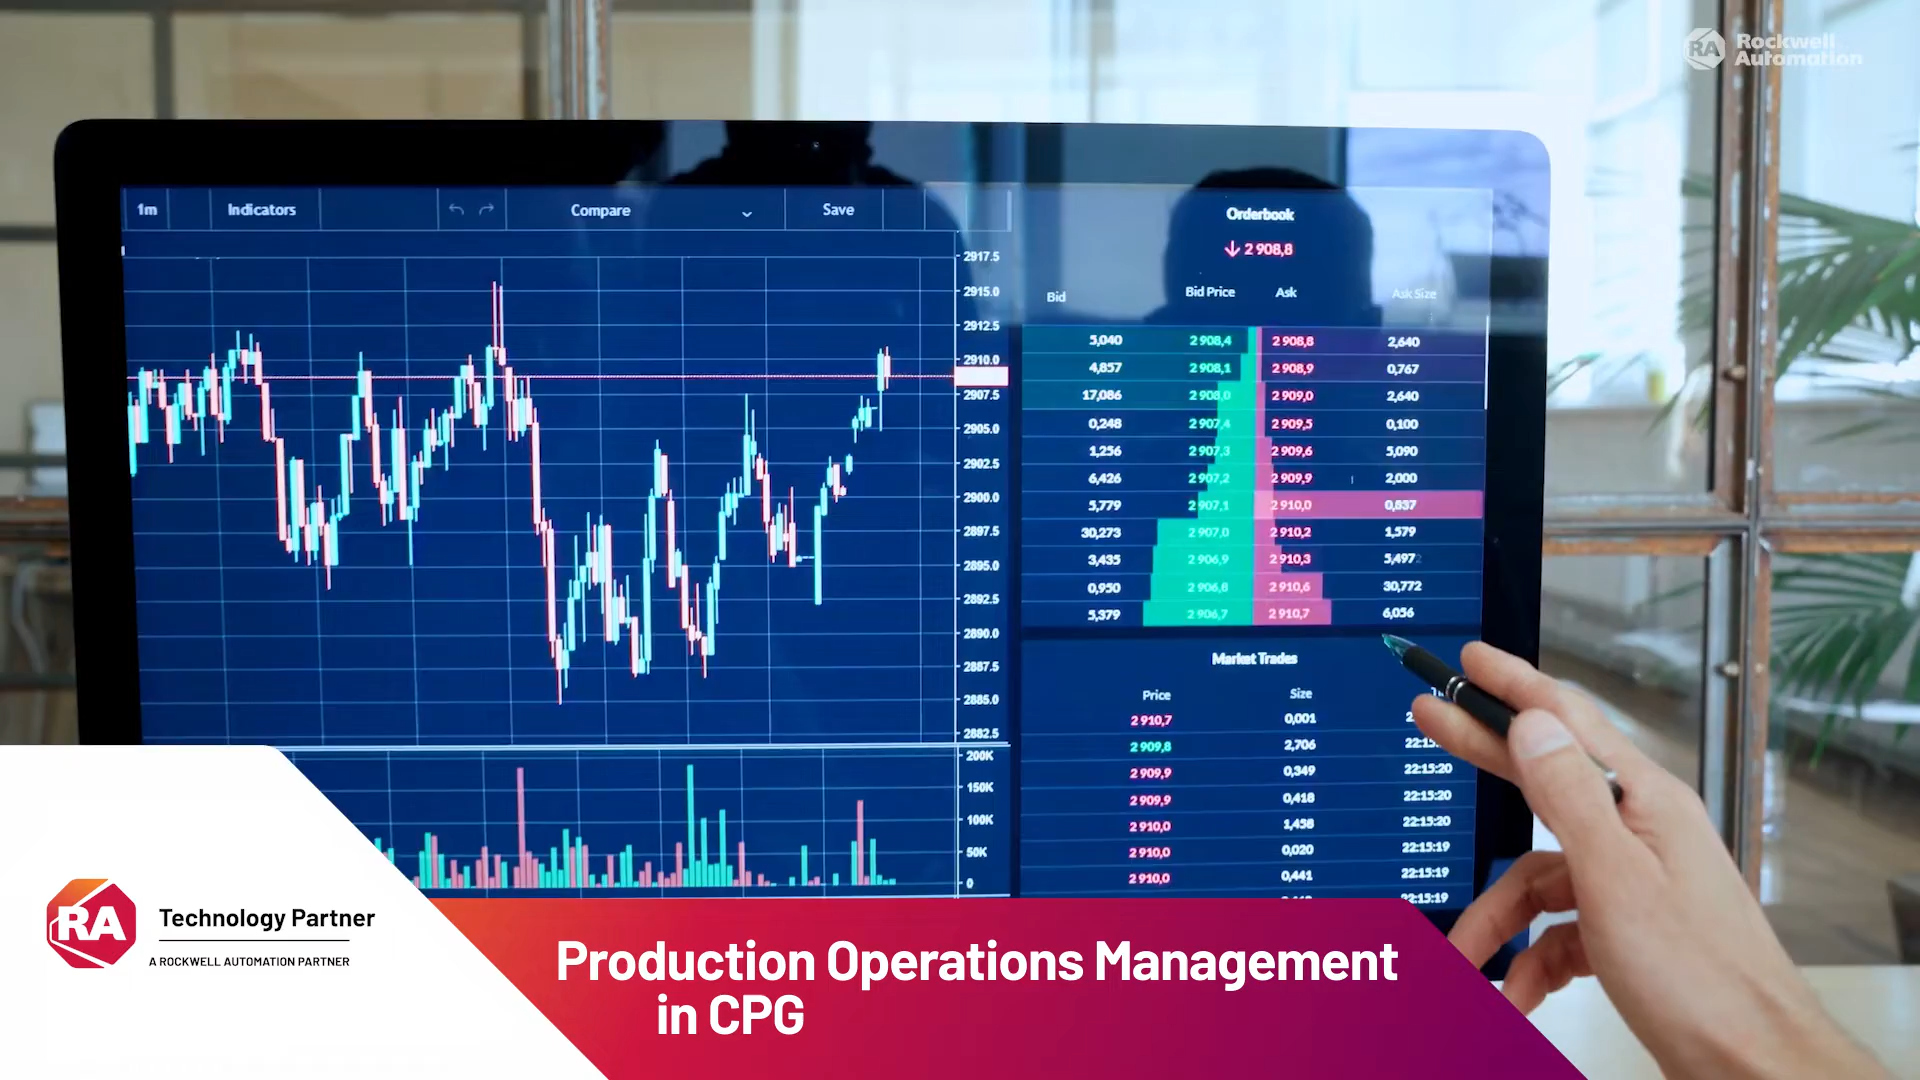 RA Rockwell
Automation
1m Indicators Compare Save
2917.5
2915.0
2912.5
2910.0
2907.5
2905.0
2902.5
2900.0
2897.5
2895.0
2892.5
2890.0
2887.5
2885.0
2882.5
200K
150K
100K
50K
0
Orderbook
↓ 2 908,8
Bid Bid Price Ask Ask Size
5,040 2 908,4 2 908,8 2,640
4,857 2 908,1 2 908,9 0,767
17,086 2 908,0 2 909,0 2,640
0,248 2 907,4 2 909,5 0,100
1,256 2 907,3 2 909,6 5,090
6,426 2 907,2 2 909,9 2,000
5,779 2 907,1 2 910,0 0,837
30,273 2 907,0 2 910,2 1,579
3,435 2 906,9 2 910,3 5,497
0,950 2 906,8 2 910,6 30,772
5,379 2 906,7 2 910,7 6,056
Market Trades
Price Size
2 910,7 0,001
2 909,8 2,706 22:15:
2 909,9 0,349 22:15:20
2 909,9 0,418 22:15:20
2 910,0 1,458 22:15:20
2 910,0 0,020 22:15:19
2 910,0 0,441 22:15:19
22:15:19
RA Technology Partner
A ROCKWELL AUTOMATION PARTNER
Production Operations Management
in CPG